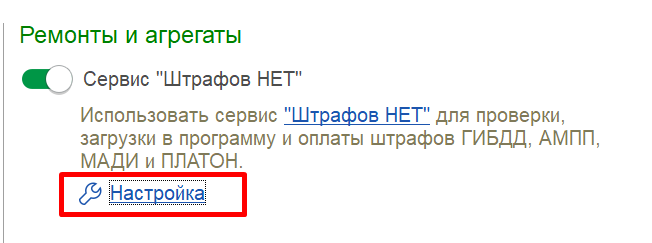 Ремонты и агрегаты
Сервис "Штрафов НЕТ"
Использовать сервис "Штрафов НЕТ" для проверки,
загрузки в программу и оплаты штрафов ГИБДД, АМПП,
МАДИ и ПЛАТОН.
Настройка